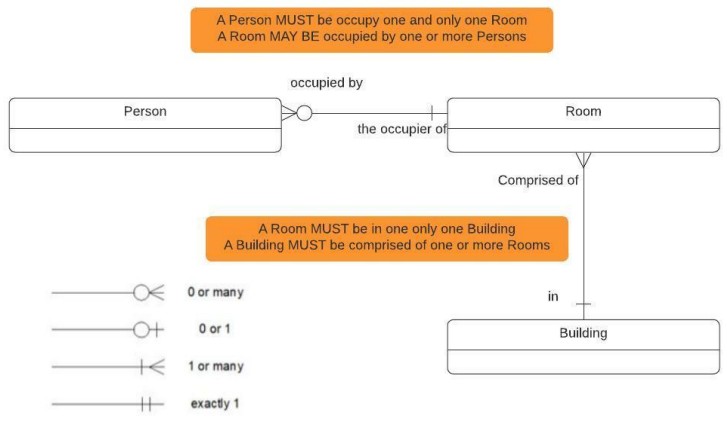 A Person MUST be occupy one and only one Room
A Room MAY BE occupied by one or more Persons
occupied by
Person
Room
the occupier of
Comprised of
A Room MUST be in one only one Building
A Building MUST be comprised of one or more Rooms
0 or many
in
0 or 1
Building
1 or many
exactly 1